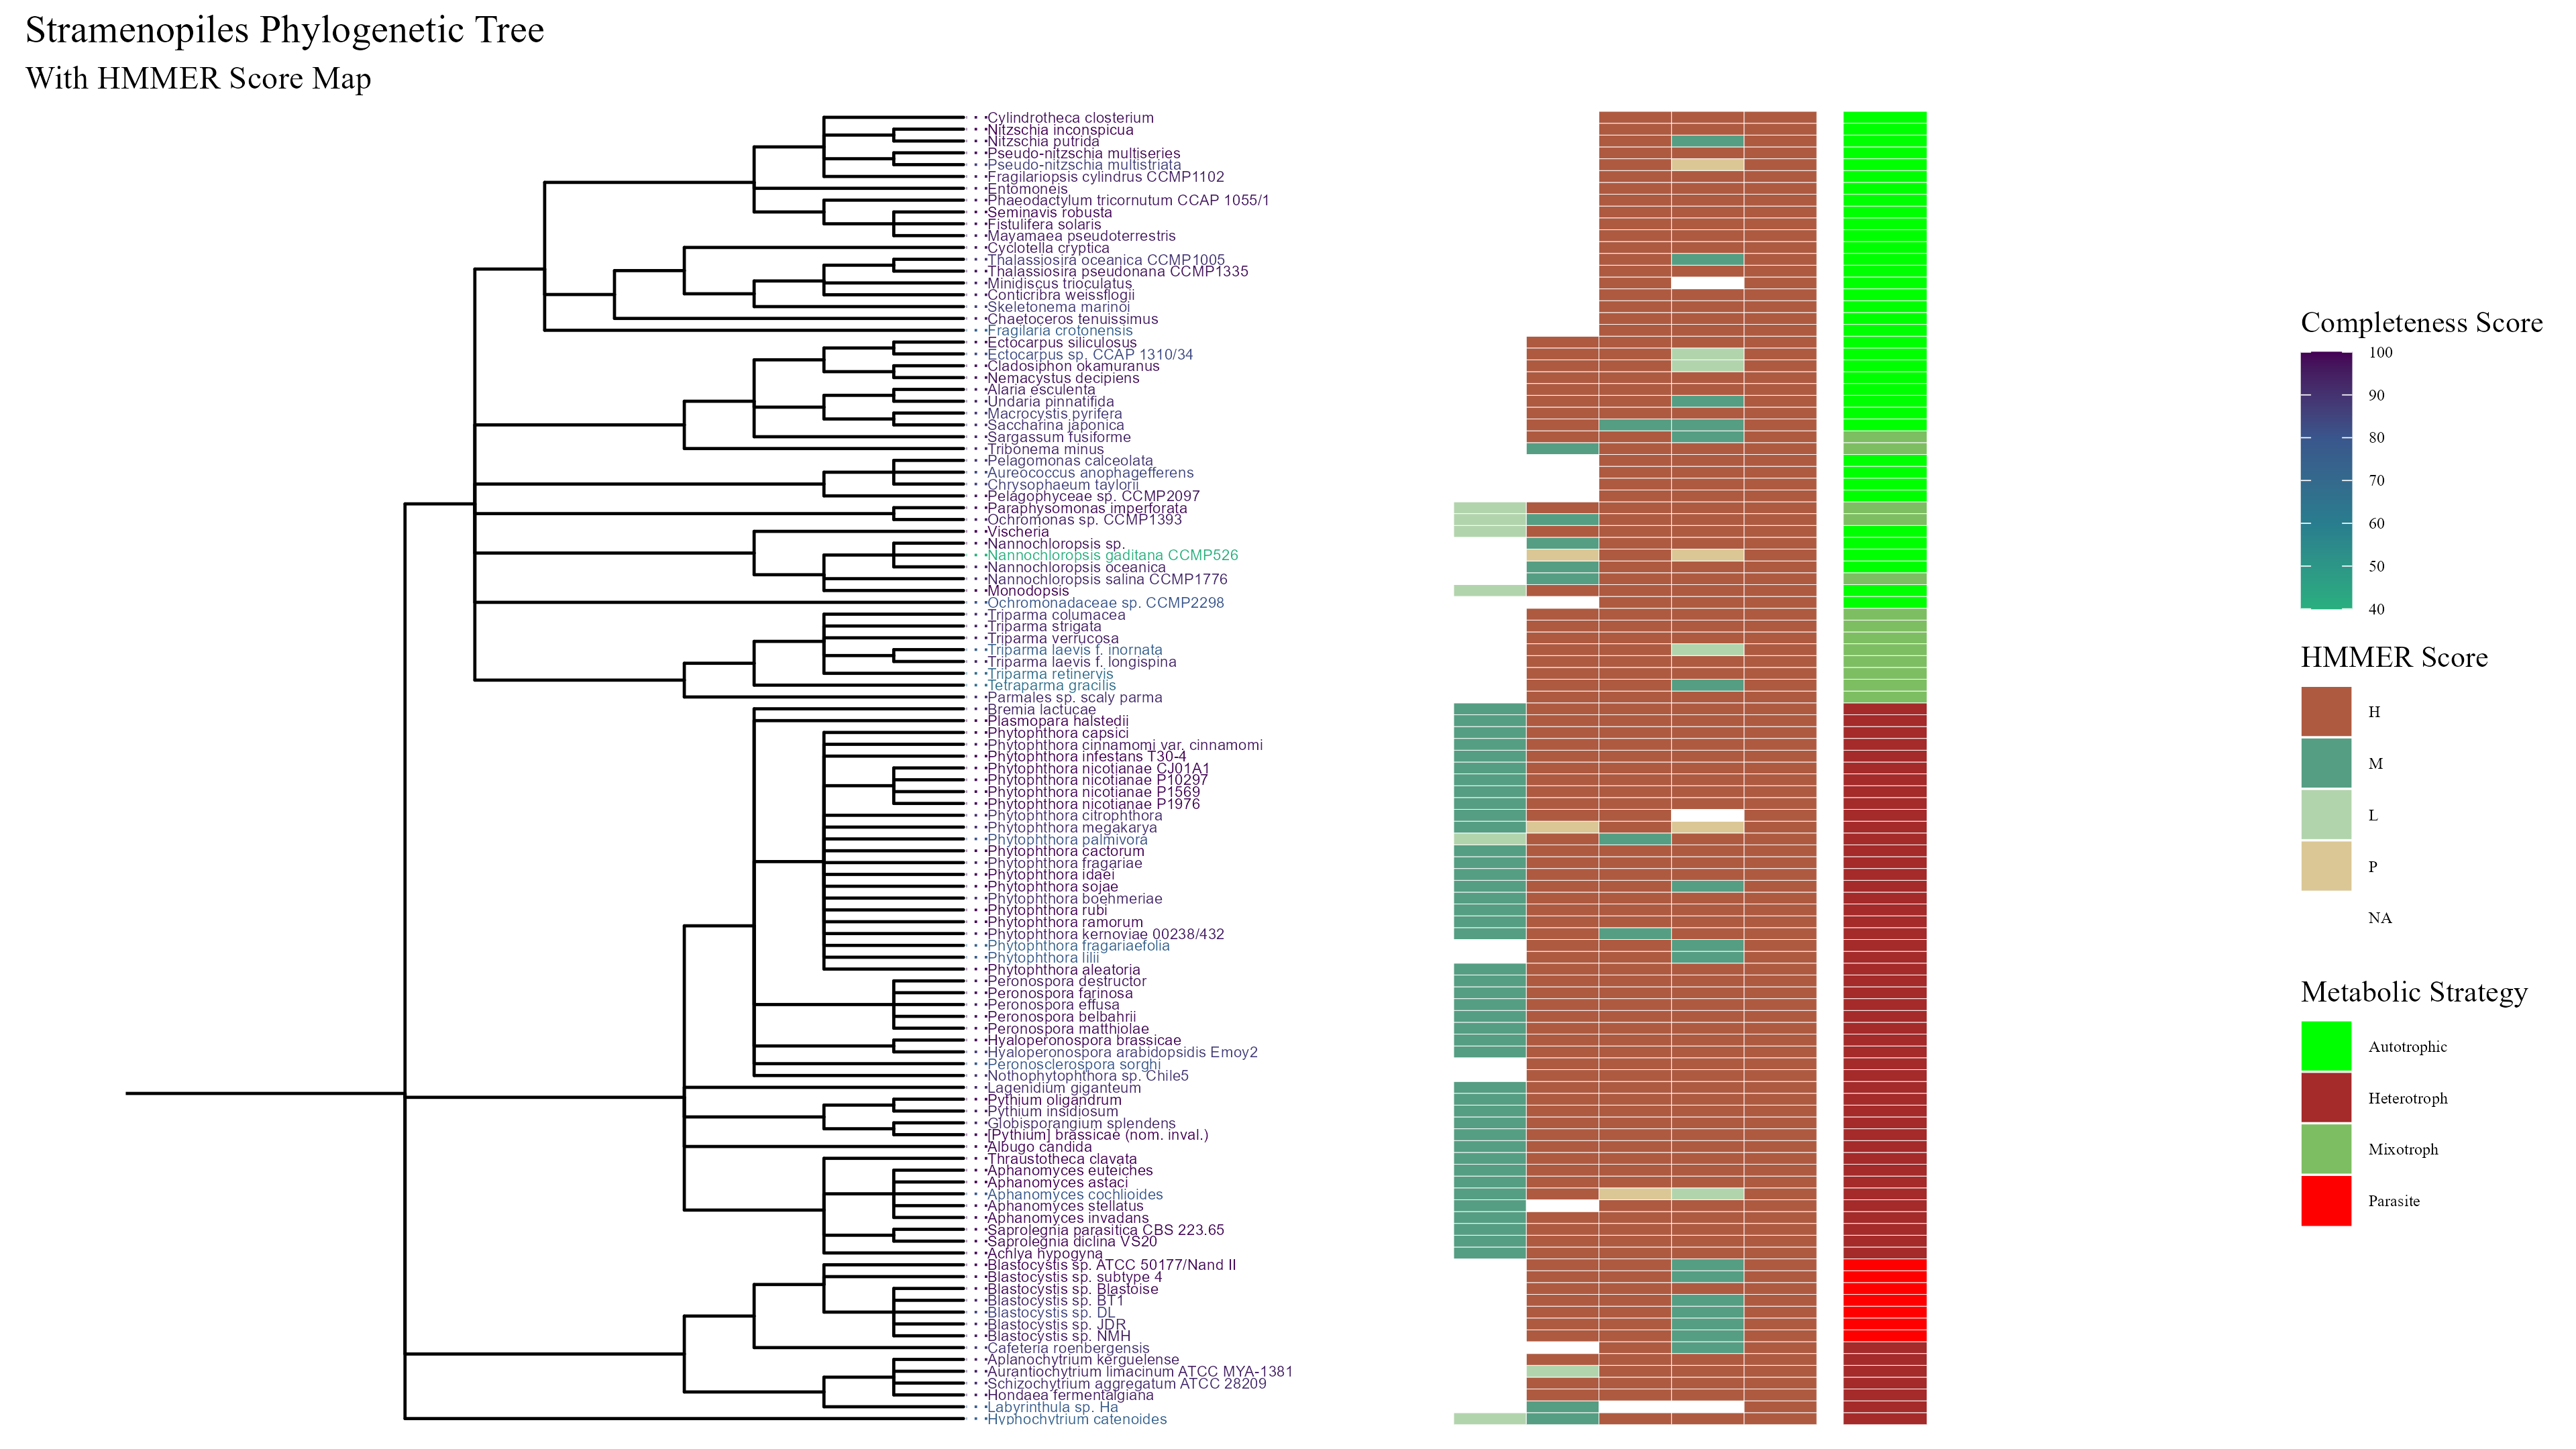 Stramenopiles Phylogenetic Tree
With HMMER Score Map
Cylindrotheca closterium
Nitzschia inconspicua
Nitzschia putrida
Pseudo-nitzschia multiseries
Pseudo-nitzschia multistriata
Fragilariopsis cylindrus CCMP1102
Entomoneis
Phaeodactylum tricornutum CCAP 1055/1
Seminavis robusta
Fistulifera solaris
Mayamaea pseudoterrestris
Cyclotella cryptica
Thalassiosira oceanica CCMP1005
Thalassiosira pseudonana CCMP1335
Minidiscus trioculatus
Conticribra weissflogii
Skeletonema marinoi
Chaetoceros tenuissimus
Fragilaria crotonensis
Ectocarpus siliculosus
Ectocarpus sp. CCAP 1310/34
Cladosiphon okamuranus
Nemacystus decipiens
Alaria esculenta
Undaria pinnatifida
Macrocystis pyrifera
Saccharina japonica
Sargassum fusiforme
Tribonema minus
Pelagomonas calceolata
Aureococcus anophagefferens
Chrysophaeum taylorii
Pelagophyceae sp. CCMP2097
Paraphysomonas imperforata
Ochromonas sp. CCMP1393
Vischeria
Nannochloropsis sp.
Nannochloropsis gaditana CCMP526
Nannochloropsis oceanica
Nannochloropsis salina CCMP1776
Monodopsis
Ochromonadaceae sp. CCMP2298
Triparma columacea
Triparma strigata
Triparma verrucosa
Triparma laevis f. inornata
Triparma laevis f. longispina
Triparma retinervis
Tetraparma gracilis
Parmales sp. scaly parma
Bremia lactucae
Plasmopara halstedii
Phytophthora capsici
Phytophthora cinnamomi var. cinnamomi
Phytophthora infestans T30-4
Phytophthora nicotianae CJ01A1
Phytophthora nicotianae P10297
Phytophthora nicotianae P1569
Phytophthora nicotianae P1976
Phytophthora citrophthora
Phytophthora megakarya
Phytophthora palmivora
Phytophthora cactorum
Phytophthora fragariae
Phytophthora idaei
Phytophthora sojae
Phytophthora boehmeriae
Phytophthora rubi
Phytophthora ramorum
Phytophthora kernoviae 00238/432
Phytophthora fragariaefolia
Phytophthora lilii
Phytophthora aleatoria
Peronospora destructor
Peronospora farinosa
Peronospora effusa
Peronospora belbahrii
Peronospora matthiolae
Hyaloperonospora brassicae
Hyaloperonospora arabidopsidis Emoy2
Peronosclerospora sorghi
Nothophytophthora sp. Chile5
Lagenidium giganteum
Pythium oligandrum
Pythium insidiosum
Globisporangium splendens
[Pythium] brassicae (nom. inval.)
Albugo candida
Thraustotheca clavata
Aphanomyces euteiches
Aphanomyces astaci
Aphanomyces cochlioides
Aphanomyces stellatus
Aphanomyces invadans
Saprolegnia parasitica CBS 223.65
Saprolegnia diclina VS20
Achlya hypogyna
Blastocystis sp. ATCC 50177/Nand II
Blastocystis sp. subtype 4
Blastocystis sp. Blastoise
Blastocystis sp. BT1
Blastocystis sp. DL
Blastocystis sp. JDR
Blastocystis sp. NMH
Cafeteria roenbergensis
Aplanochytrium kerguelense
Aurantiochytrium limacinum ATCC MYA-1381
Schizochytrium aggregatum ATCC 28209
Hondaea fermentalgiana
Labyrinthula sp. Ha
Hyphochytrium catenoides
Completeness Score
100
90
80
70
60
50
40
HMMER Score
H
M
L
P
NA
Metabolic Strategy
Autotrophic
Heterotroph
Mixotroph
Parasite